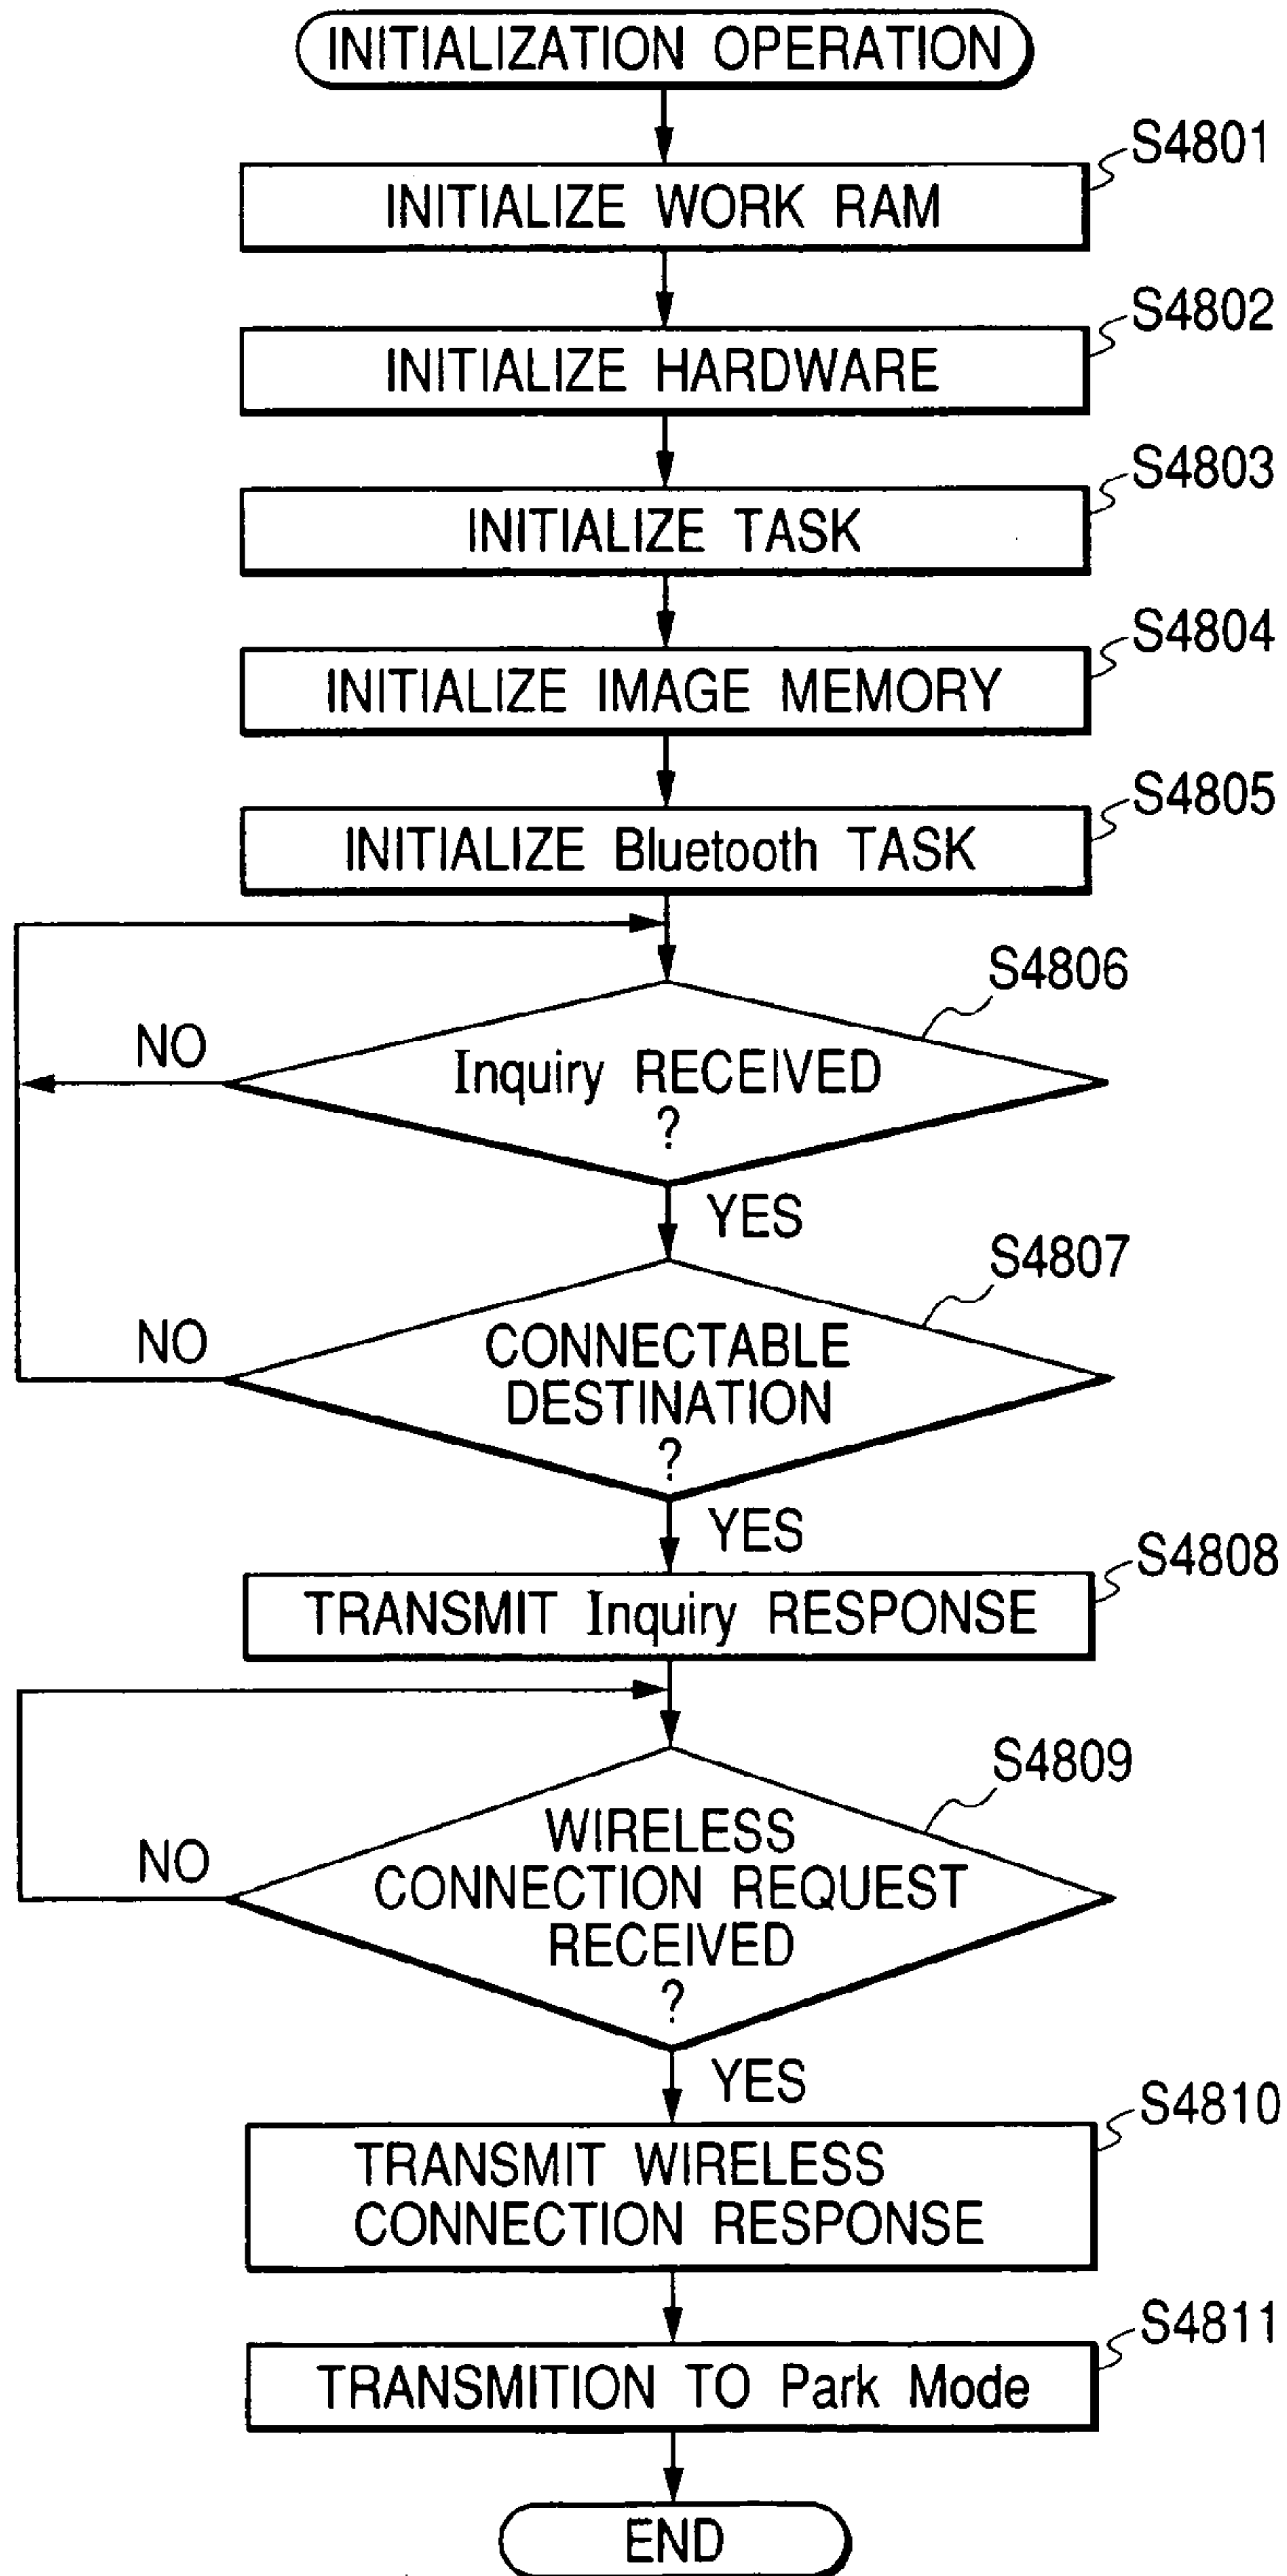 INITIALIZATION OPERATION
S4801
INITIALIZE WORK RAM
S4802
INITIALIZE HARDWARE
S4803
INITIALIZE TASK
S4804
INITIALIZE IMAGE MEMORY
S4805
INITIALIZE Bluetooth TASK
S4806
NO
Inquiry RECEIVED
?
YES
S4807
NO
CONNECTABLE
DESTINATION
?
YES
S4808
TRANSMIT Inquiry RESPONSE
S4809
NO
WIRELESS
CONNECTION REQUEST
RECEIVED
?
YES
S4810
TRANSMIT WIRELESS
CONNECTION RESPONSE
S4811
TRANSMITION TO Park Mode
END